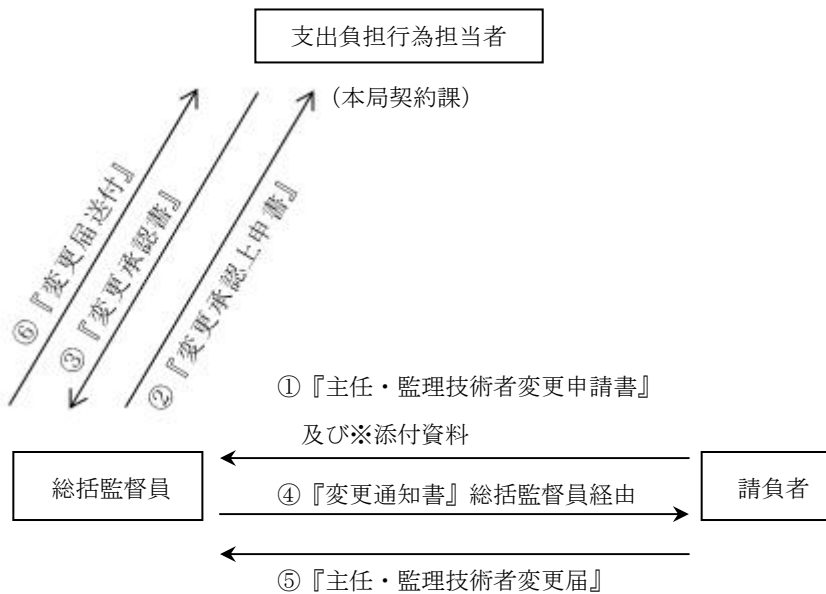 支出負担行為担当者
(本局契約課)
⑥『変更届送付』
③『変更承認書』
②『変更承認上申書』
①『主任・監理技術者変更申請書』
及び※添付資料
総括監督員
④『変更通知書』総括監督員経由
請負者
⑤『主任・監理技術者変更届』